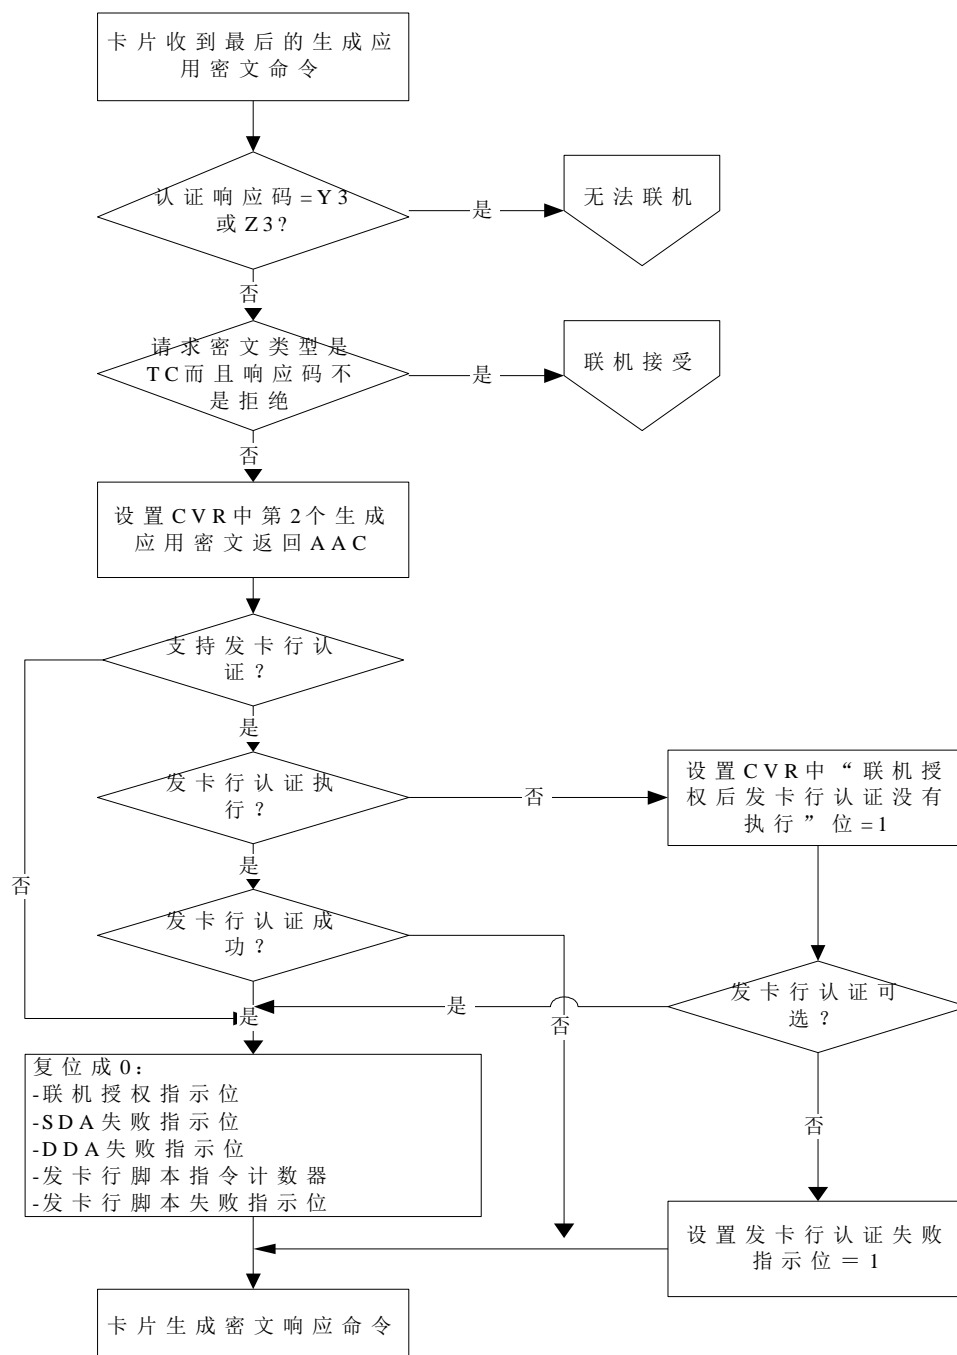 卡片收到最后的生成应
用密文命令
认证响应码=Y3
或Z3?
是
无法联机
否
请求密文类型是
TC而且响应码不
是拒绝
是
联机接受
否
设置CVR中第2个生成
应用密文返回AAC
支持发卡行认
证?
是
发卡行认证执
行?
否
设置CVR中“联机授
权后发卡行认证没有
执行”位=1
是
否
发卡行认证成
功?
发卡行认证可
选?
是
是
否
复位成0:
-联机授权指示位
-SDA失败指示位
-DDA失败指示位
-发卡行脚本指令计数器
-发卡行脚本失败指示位
否
设置发卡行认证失败
指示位=1
卡片生成密文响应命令